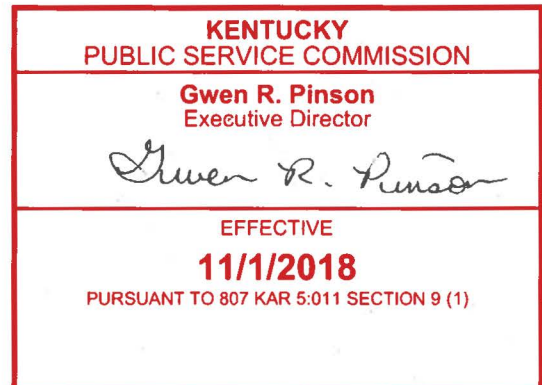 KENTUCKY
PUBLIC SERVICE COMMISSION
Gwen R. Pinson
Executive Director
Gwen R. Pinson
EFFECTIVE
11/1/2018
PURSUANT TO 807 KAR 5:011 SECTION 9 (1)